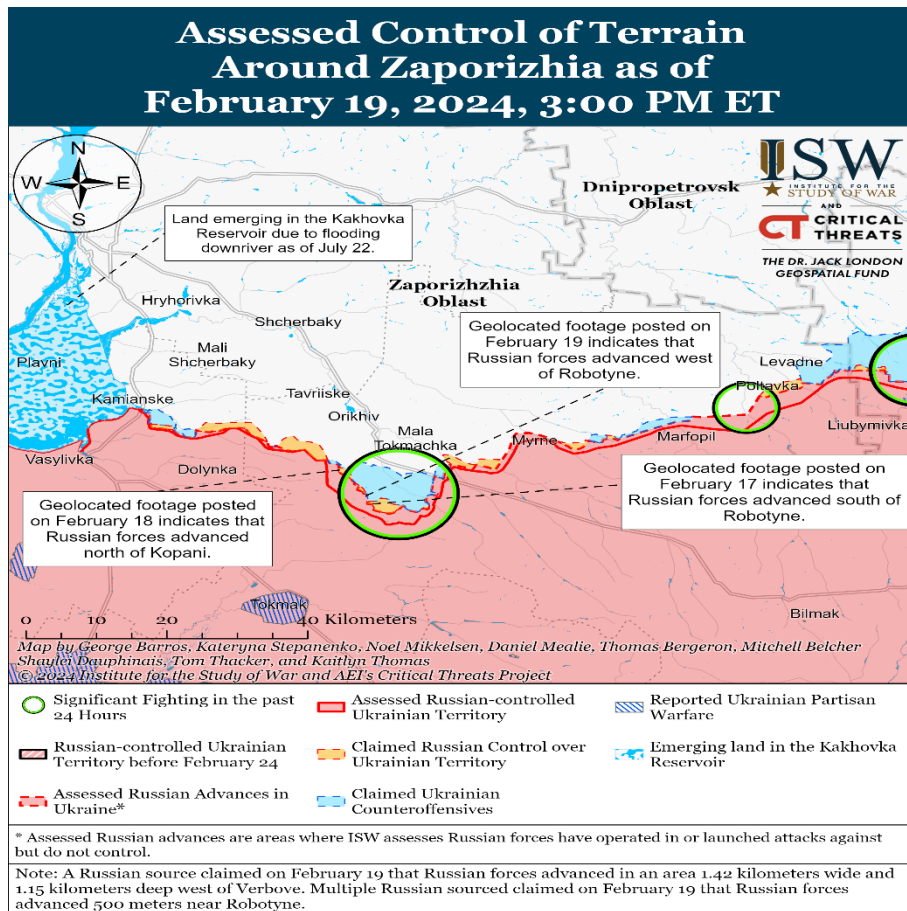 Assessed Control of Terrain
Around Zaporizhia as of
February 19, 2024, 3:00 PM ET
N
W E
S
ISW
INSTITUTE FOR THE
STUDY OF WAR
AND
CT CRITICAL
THREATS
THE DR. JACK LONDON
GEOSPATIAL FUND
Dnipropetrovsk
Oblast
Land emerging in the Kakhovka
Reservoir due to flooding
downriver as of July 22.
Zaporizhzhia
Oblast
Hryhorivka
Shcherbaky
Geolocated footage posted on
February 19 indicates that
Russian forces advanced west
of Robotyne.
Mali
Shcherbaky
Plavni
Levadne
Poltavka
Kamianske
Tavriiske
Orikhiv
Mala
Tokmachka
Myrne
Marfopil
Liubymivka
Vasylivka
Dolynka
Geolocated footage posted
on February 18 indicates that
Russian forces advanced
north of Kopani.
Geolocated footage posted on
February 17 indicates that
Russian forces advanced south of
Robotyne.
Tokmak
Bilmak
0 20 40 Kilometers
Map by George Barros, Kateryna Stepanenko, Noel Mikkelsen, Daniel Mealie, Thomas Bergeron, Mitchell Belcher
Shaylei Dauphinais, Tom Thacker, and Kaitlyn Thomas
© 2024 Institute for the Study of War and AEI's Critical Threats Project
Significant Fighting in the past
24 Hours
Assessed Russian-controlled
Ukrainian Territory
Reported Ukrainian Partisan
Warfare
Russian-controlled Ukrainian
Territory before February 24
Claimed Russian Control over
Ukrainian Territory
Emerging land in the Kakhovka
Reservoir
Assessed Russian Advances in
Ukraine*
Claimed Ukrainian
Counteroffensives
* Assessed Russian advances are areas where ISW assesses Russian forces have operated in or launched attacks against
but do not control.
Note: A Russian source claimed on February 19 that Russian forces advanced in an area 1.42 kilometers wide and
1.15 kilometers deep west of Verbove. Multiple Russian sourced claimed on February 19 that Russian forces
advanced 500 meters near Robotyne.